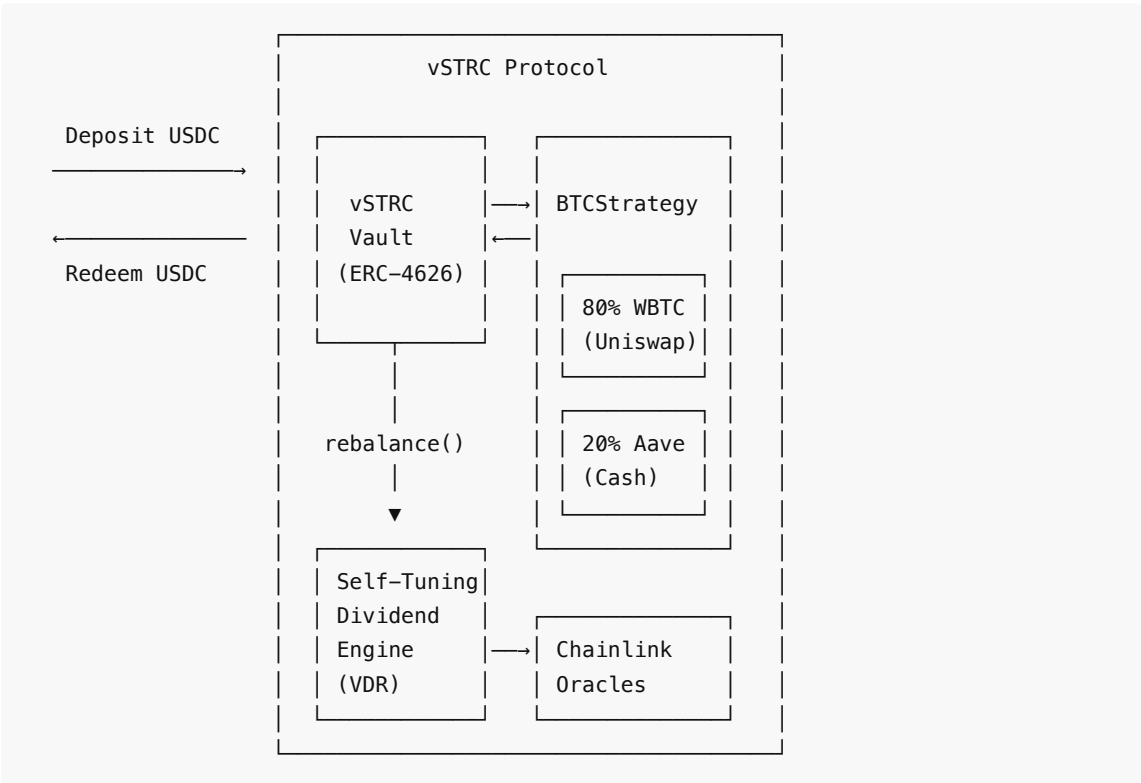 vSTRC Protocol
Deposit USDC
Redeem USDC
vSTRC
Vault
(ERC-4626)
BTCStrategy
80% WBTC
(Uniswap)
20% Aave
(Cash)
rebalance()
Self-Tuning
Dividend
Engine
(VDR)
Chainlink
Oracles